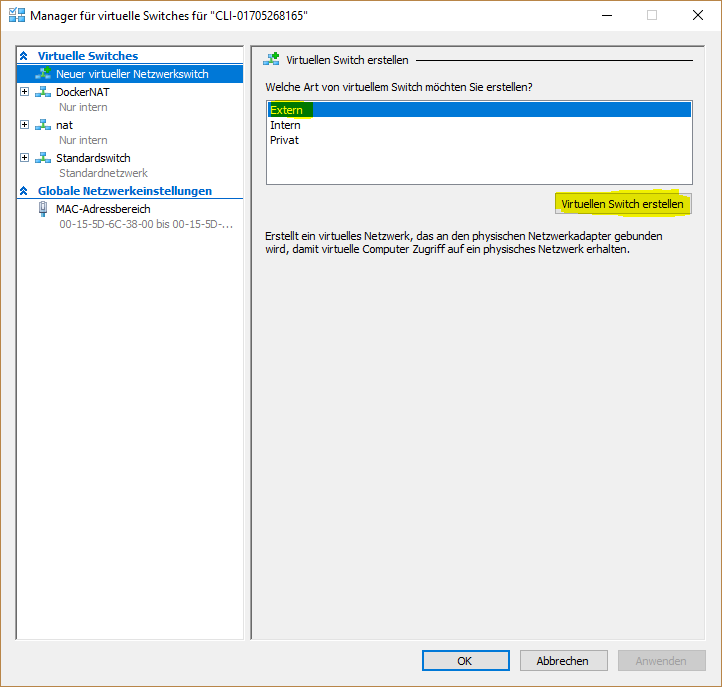 Manager für virtuelle Switches für "CLI-01705268165"
Virtuelle Switches
Neuer virtueller Netzwerkswitch
DockerNAT
Nur intern
nat
Nur intern
Standardswitch
Standardnetzwerk
Globale Netzwerkeinstellungen
MAC-Adressbereich
00-15-5D-6C-38-00 bis 00-15-5D-...
Virtuellen Switch erstellen
Welche Art von virtuellem Switch möchten Sie erstellen?
Extern
Intern
Privat
Virtuellen Switch erstellen
Erstellt ein virtuelles Netzwerk, das an den physischen Netzwerkadapter gebunden
wird, damit virtuelle Computer Zugriff auf ein physisches Netzwerk erhalten.
OK
Abbrechen
Anwenden